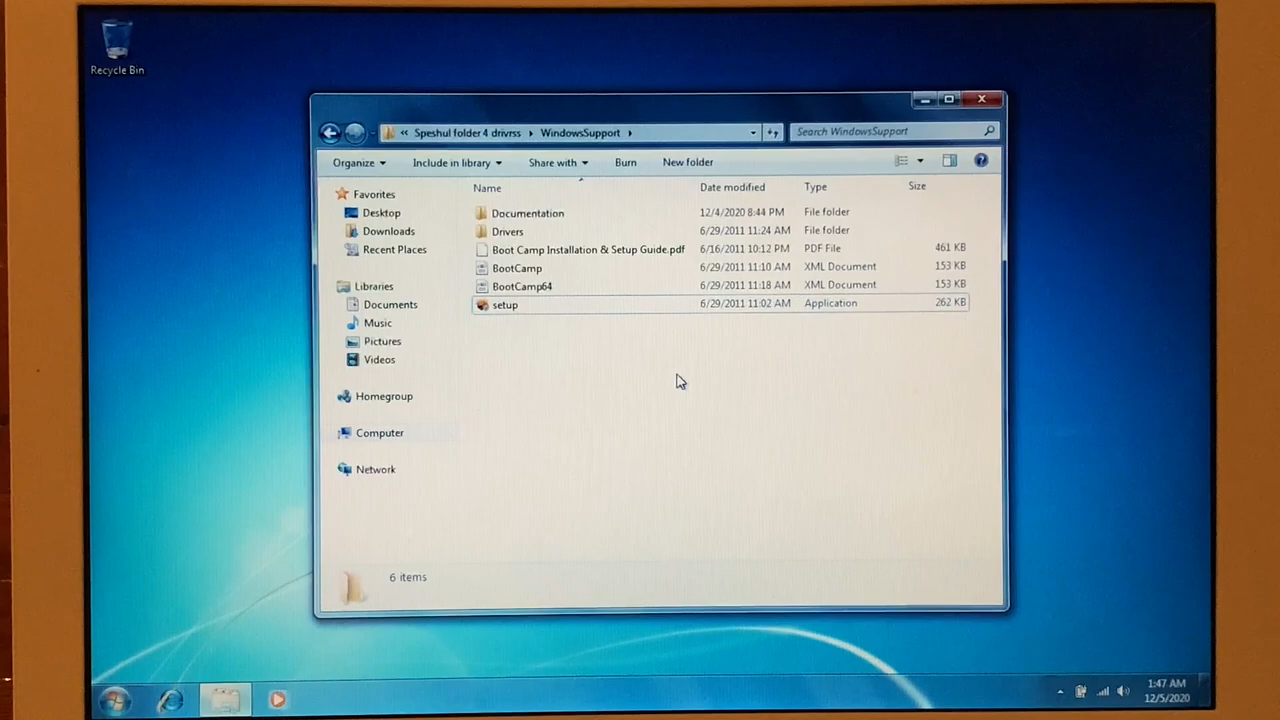 Recycle Bin
Speshul folder 4 drivrss WindowsSupport
Search WindowsSupport
Organize Include in library Share with Burn New folder
Favorites
Desktop
Downloads
Recent Places
Libraries
Documents
Music
Pictures
Videos
Homegroup
Computer
Network
Name Date modified Type Size
Documentation 12/4/2020 8:44 PM File folder
Drivers 6/29/2011 11:24 AM File folder
Boot Camp Installation & Setup Guide.pdf 6/16/2011 10:12 PM PDF File 461 KB
BootCamp 6/29/2011 11:10 AM XML Document 153 KB
BootCamp64 6/29/2011 11:18 AM XML Document 153 KB
setup 6/29/2011 11:02 AM Application 262 KB
6 items
1:47 AM
12/5/2020